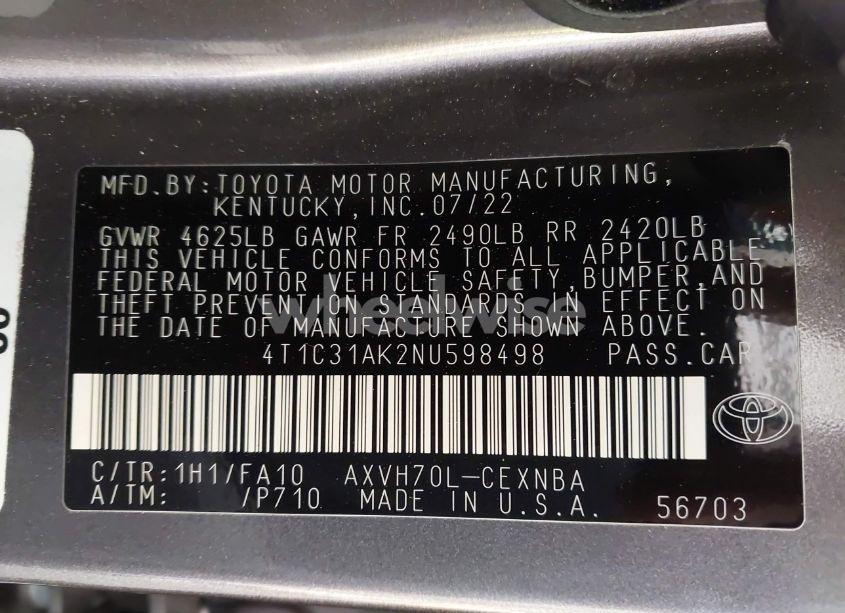 MFD.BY:TOYOTA MOTOR MANUFACTURING,
KENTUCKY,INC.07/22
GVWR 4625LB GAWR FR 2490LB RR 2420LB
THIS VEHICLE CONFORMS TO ALL APPLICABLE
FEDERAL MOTOR VEHICLE SAFETY,BUMPER,AND
THEFT PREVENTION STANDARDS IN EFFECT ON
THE DATE OF MANUFACTURE SHOWN ABOVE.
wheelwise
4T1C31AK2NU598498 PASS.CAR
C/TR:1H1/FA10 AXVH70L-CEXNBA
A/TM: /P710 MADE IN U.S.A. 56703